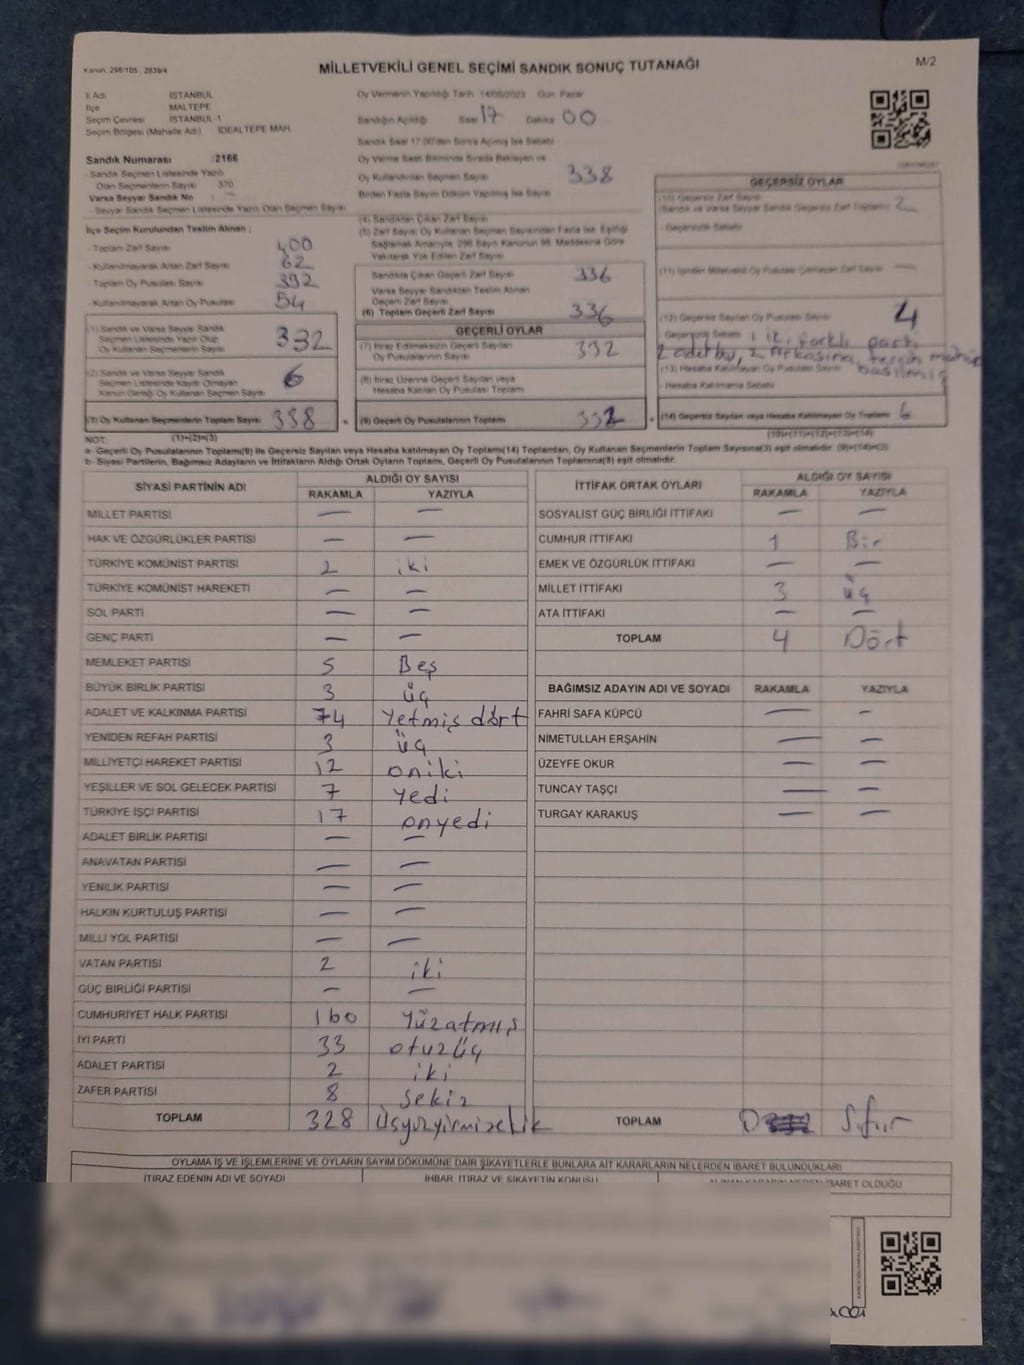 Kanun. 298/105 , 2839/4
MİLLETVEKİLİ GENEL SEÇİMİ SANDIK SONUÇ TUTANAĞI
M/2
İl Adı İSTANBUL
İlçe MALTEPE
Seçim Çevresi İSTANBUL-1
Seçim Bölgesi (Mahalle Adı) İDEALTEPE MAH.
Oy Vermenin Yapıldığı Tarih 14/05/2023 Gün Pazar
Sandığın Açıldığı Saat 17 Dakika 00
Sandık Saat 17:00'den Sonra Açılmış İse Sebebi
Sandık Numarası : 2166
- Sandık Seçmen Listesinde Yazılı
Olan Seçmenlerin Sayısı 370
Varsa Seyyar Sandık No
- Seyyar Sandık Seçmen Listesinde Yazılı Olan Seçmen Sayısı
Oy Verme Saati Bitiminde Sırada Bekleyen ve
Oy Kullandırılan Seçmen Sayısı 338
Birden Fazla Sayım Döküm Yapılmış İse Sayısı
İlçe Seçim Kurulundan Teslim Alınan :
- Toplam Zarf Sayısı 400
- Kullanılmayarak Artan Zarf Sayısı 62
- Toplam Oy Pusulası Sayısı 392
- Kullanılmayarak Artan Oy Pusulası 54
(1) Sandık ve Varsa Seyyar Sandık
Seçmen Listesinde Yazılı Olup
Oy Kullanan Seçmenlerin Sayısı 332
(2) Sandık ve Varsa Seyyar Sandık
Seçmen Listesinde Kaydı Olmayan
Kanun Gereği Oy Kullanan Seçmen Sayısı 6
(3) Oy Kullanan Seçmenlerin Toplam Sayısı 338
(1)+(2)=(3)
(4) Sandıktan Çıkan Zarf Sayısı
(5) Zarf Sayısı Oy Kullanan Seçmen Sayısından Fazla İse, Eşitliği
Sağlamak Amacıyla, 298 Sayılı Kanunun 98. Maddesine Göre
Yakılarak Yok Edilen Zarf Sayısı
Sandıkta Çıkan Geçerli Zarf Sayısı 336
Varsa Seyyar Sandıktan Teslim Alınan
Geçerli Zarf Sayısı
(6) Toplam Geçerli Zarf Sayısı 336
GEÇERLİ OYLAR
(7) İtiraz Edilmeksizin Geçerli Sayılan
Oy Pusulalarının Sayısı 332
(8) İtiraz Üzerine Geçerli Sayılan veya
Hesaba Katılan Oy Pusulası Toplamı
(9) Geçerli Oy Pusulalarının Toplamı 332
GEÇERSİZ OYLAR
(10) Geçersiz Zarf Sayısı
(Sandık ve Varsa Seyyar Sandık Geçersiz Zarf Toplamı) 2
- Geçersizlik Sebebi
(12) Geçersiz Sayılan Oy Pusulası Sayısı 4
Geçersizlik Sebebi 1 iki farklı parti
(13) Hesaba Katılmayan Oy Pusulası Sayısı
- Hesaba Katılmama Sebebi
(14) Geçersiz Sayılan veya Hesaba Katılmayan Oy Toplamı 6
(10)+(11)+(12)+(13)=(14)
NOT:
a- Geçerli Oy Pusulalarının Toplamı(9) ile Geçersiz Sayılan veya Hesaba katılmayan Oy Toplamı(14) Toplamları, Oy Kullanan Seçmenlerin Toplam Sayısına(3) eşit olmalıdır. (9)+(14)=(3)
b- Siyasi Partilerin, Bağımsız Adayların ve İttifakların Aldığı Ortak Oyların Toplamı, Geçerli Oy Pusulalarının Toplamına(9) eşit olmalıdır.
SİYASİ PARTİNİN ADI ALDIĞI OY SAYISI
RAKAMLA YAZIYLA
MİLLET PARTİSİ — —
HAK VE ÖZGÜRLÜKLER PARTİSİ — —
TÜRKİYE KOMÜNİST PARTİSİ 2 iki
TÜRKİYE KOMÜNİST HAREKETİ — —
SOL PARTİ — —
GENÇ PARTİ — —
MEMLEKET PARTİSİ 5 Beş
BÜYÜK BİRLİK PARTİSİ 3 üç
ADALET VE KALKINMA PARTİSİ 74 Yetmiş dört
YENİDEN REFAH PARTİSİ 3 üç
MİLLİYETÇİ HAREKET PARTİSİ 12 oniki
YEŞİLLER VE SOL GELECEK PARTİSİ 7 yedi
TÜRKİYE İŞÇİ PARTİSİ 17 onyedi
ADALET BİRLİK PARTİSİ — —
ANAVATAN PARTİSİ — —
YENİLİK PARTİSİ — —
HALKIN KURTULUŞ PARTİSİ — —
MİLLİ YOL PARTİSİ — —
VATAN PARTİSİ 2 iki
GÜÇ BİRLİĞİ PARTİSİ — —
CUMHURİYET HALK PARTİSİ 160 Yüzatmış
İYİ PARTİ 33 otuzüç
ADALET PARTİSİ 2 iki
ZAFER PARTİSİ 8 Sekiz
TOPLAM 328 Üçyüzyirmisekik
İTTİFAK ORTAK OYLARI ALDIĞI OY SAYISI
RAKAMLA YAZIYLA
SOSYALİST GÜÇ BİRLİĞİ İTTİFAKI — —
CUMHUR İTTİFAKI 1 Bir
EMEK VE ÖZGÜRLÜK İTTİFAKI — —
MİLLET İTTİFAKI 3 üç
ATA İTTİFAKI — —
TOPLAM 4 Dört
BAĞIMSIZ ADAYIN ADI VE SOYADI RAKAMLA YAZIYLA
FAHRİ SAFA KÜPCÜ — —
NİMETULLAH ERŞAHİN — —
ÜZEYFE OKUR — —
TUNCAY TAŞÇI — —
TURGAY KARAKUŞ — —
TOPLAM 0 Sıfır
OYLAMA İŞ VE İŞLEMLERİNE VE OYLARIN SAYIM DÖKÜMÜNE DAİR ŞİKAYETLERLE BUNLARA AİT KARARLARIN NELERDEN İBARET BULUNDUKLARI
İTİRAZ EDENİN ADI VE SOYADI İHBAR, İTİRAZ VE ŞİKAYETİN KONUSU ALINAN KARARIN NEDEN İBARET OLDUĞU